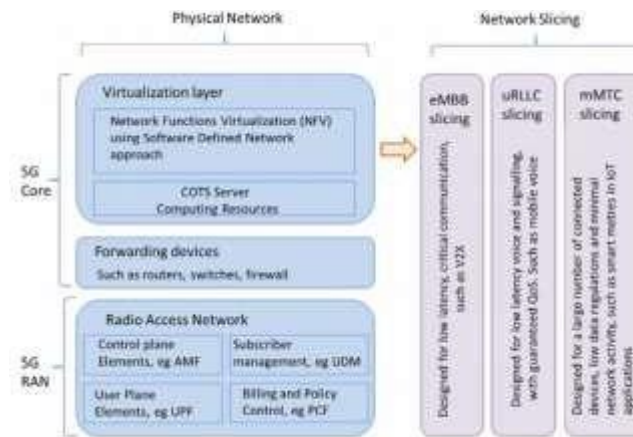 Physical Network
Network Slicing
5G
Core
Virtualization layer
Network Functions Virtualization (NFV)
using Software Defined Network
approach
COTS Server
Computing Resources
Forwarding devices
Such as routers, switches, firewall
5G
RAN
Radio Access Network
Control plane
Elements, eg AMF
Subscriber
management, eg UDM
User Plane
Elements, eg UPF
Billing and Policy
Control, eg PCF
eMBB
slicing
Designed for low latency, critical communication,
such as V2X
uRLLC
slicing
Designed for low latency voice and signalling,
with guaranteed QoS. Such as mobile voice
mMTC
slicing
Designed for a large number of connected
devices, low data regulations and minimal
network activity, such as smart metres in IoT
applications